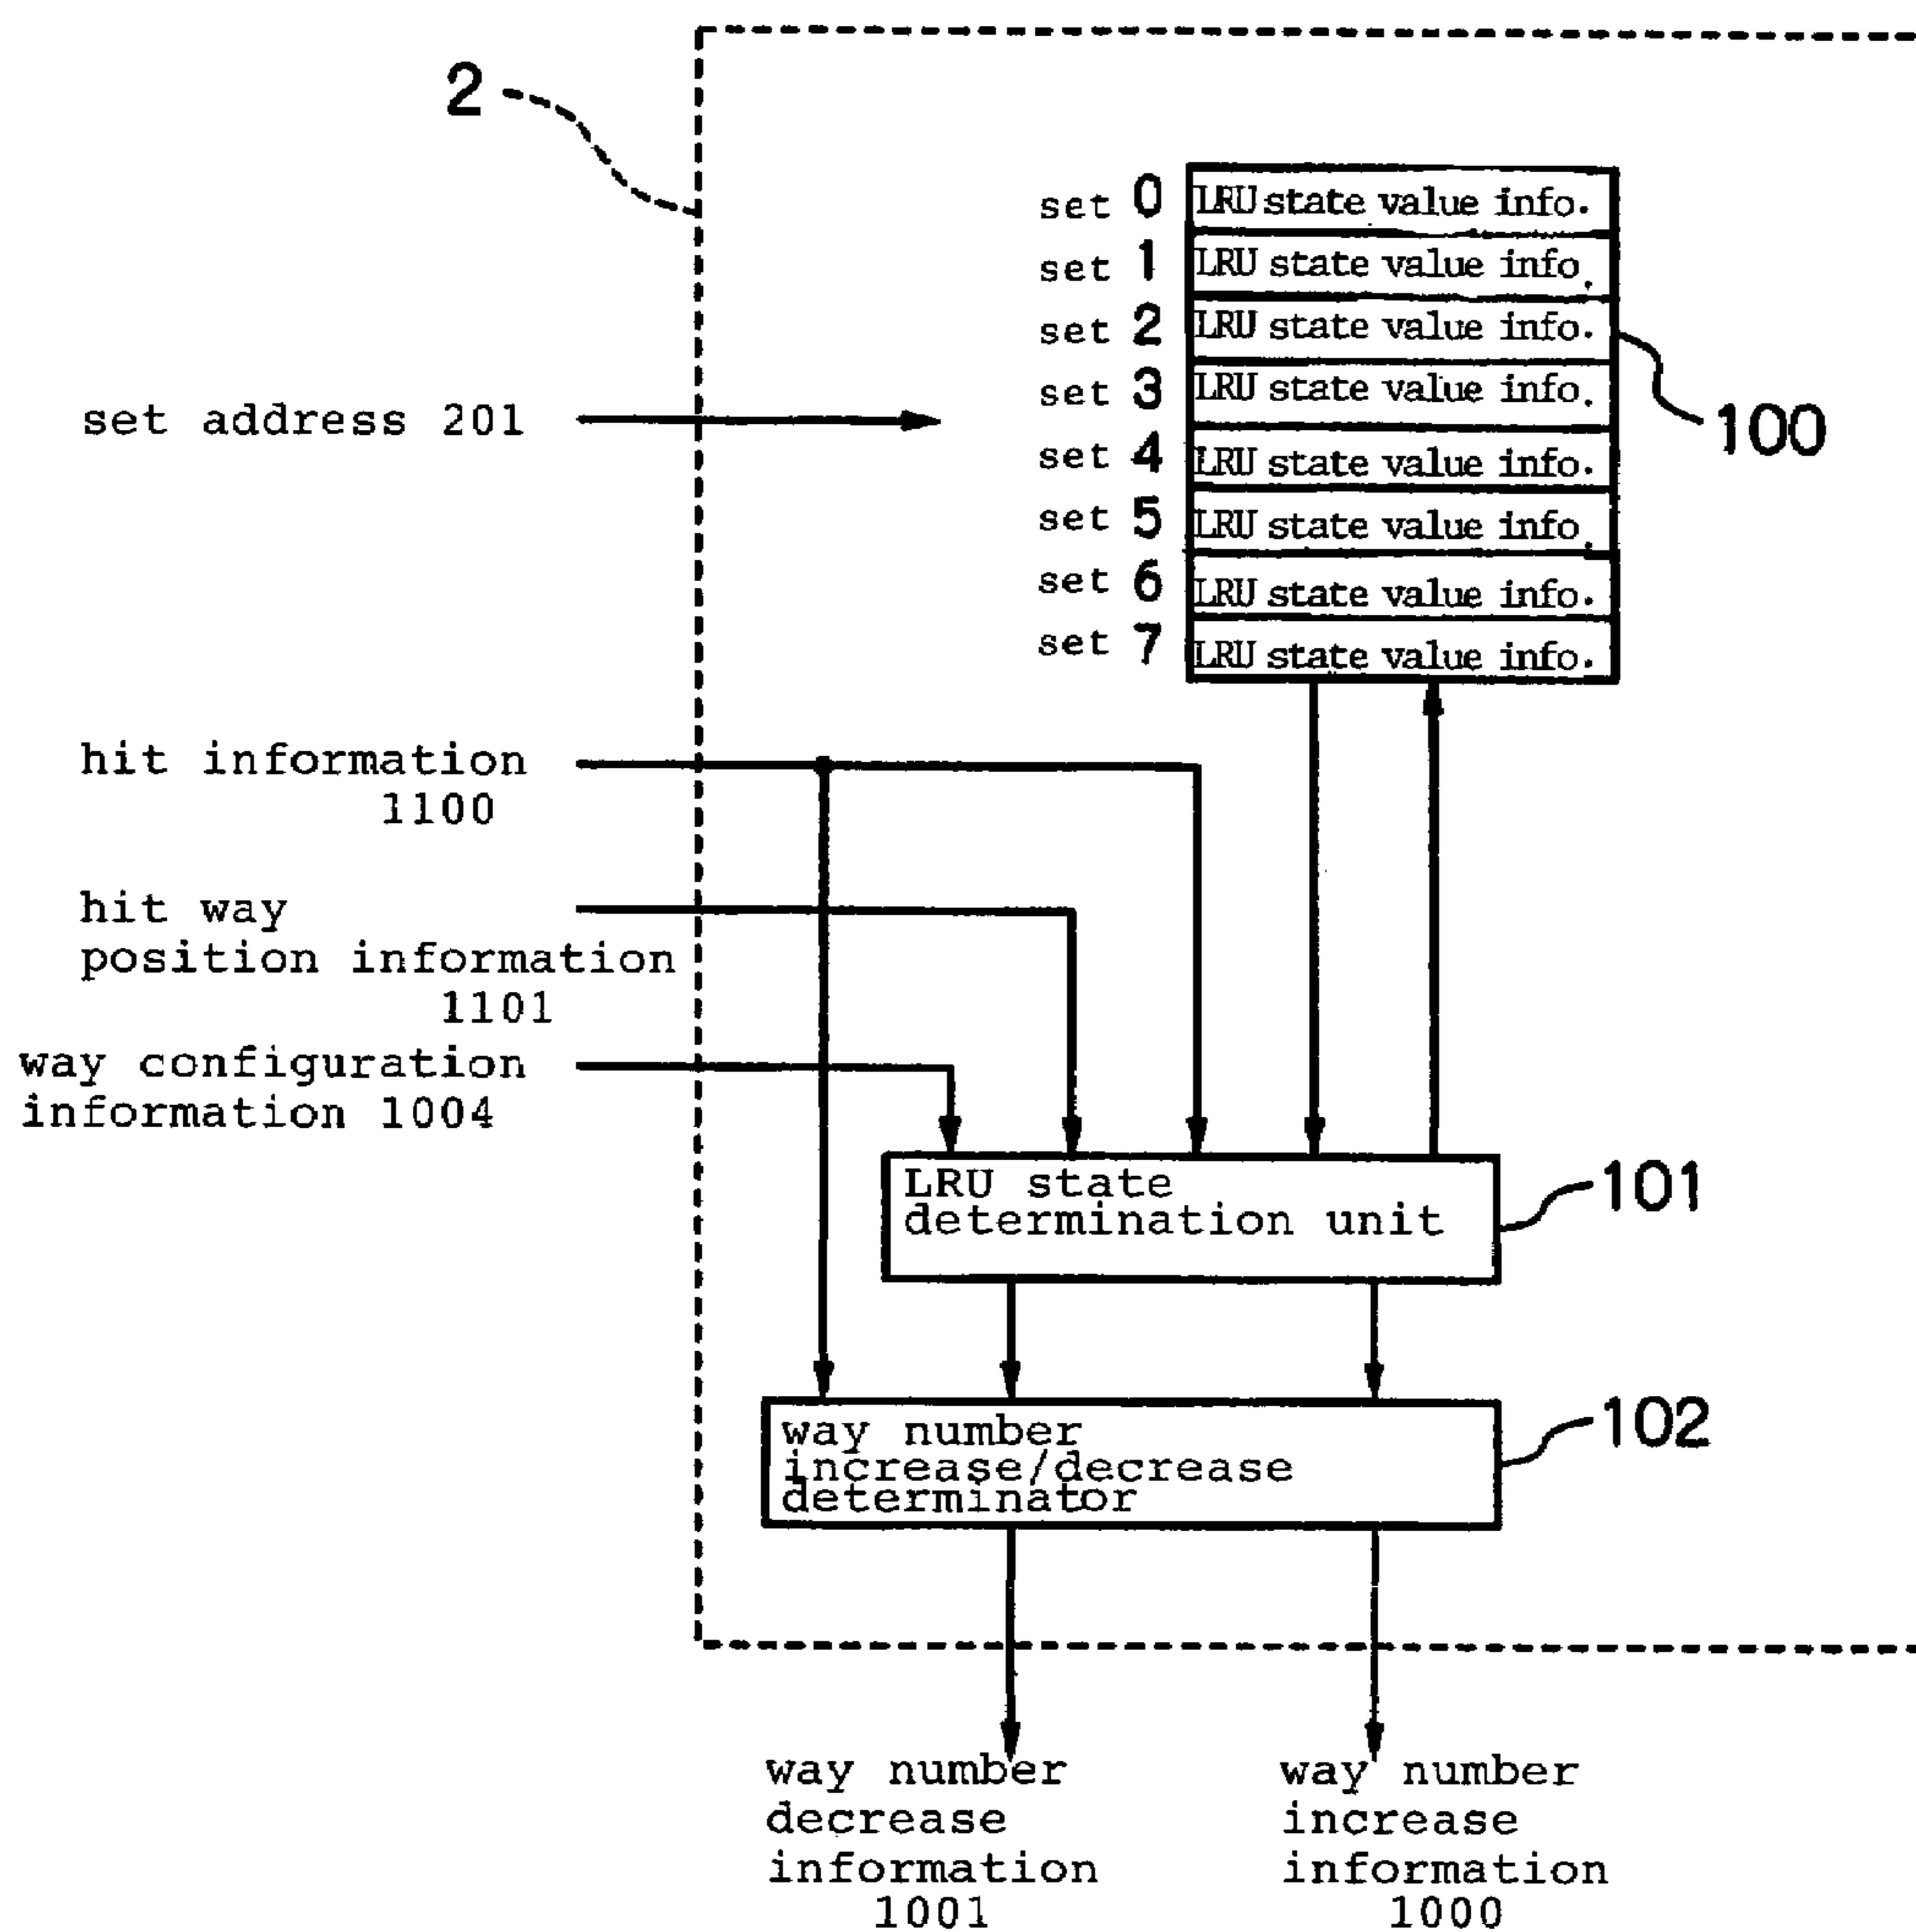 2
set 0 LRU state value info.
set 1 LRU state value info.
set 2 LRU state value info.
set 3 LRU state value info.
set address 201
100
set 4 LRU state value info.
set 5 LRU state value info.
set 6 LRU state value info.
set 7 LRU state value info.
hit information
1100
hit way
position information
1101
way configuration
information 1004
LRU state
determination unit
101
way number
increase/decrease
determinator
102
way number
decrease
information
1001
way number
increase
information
1000